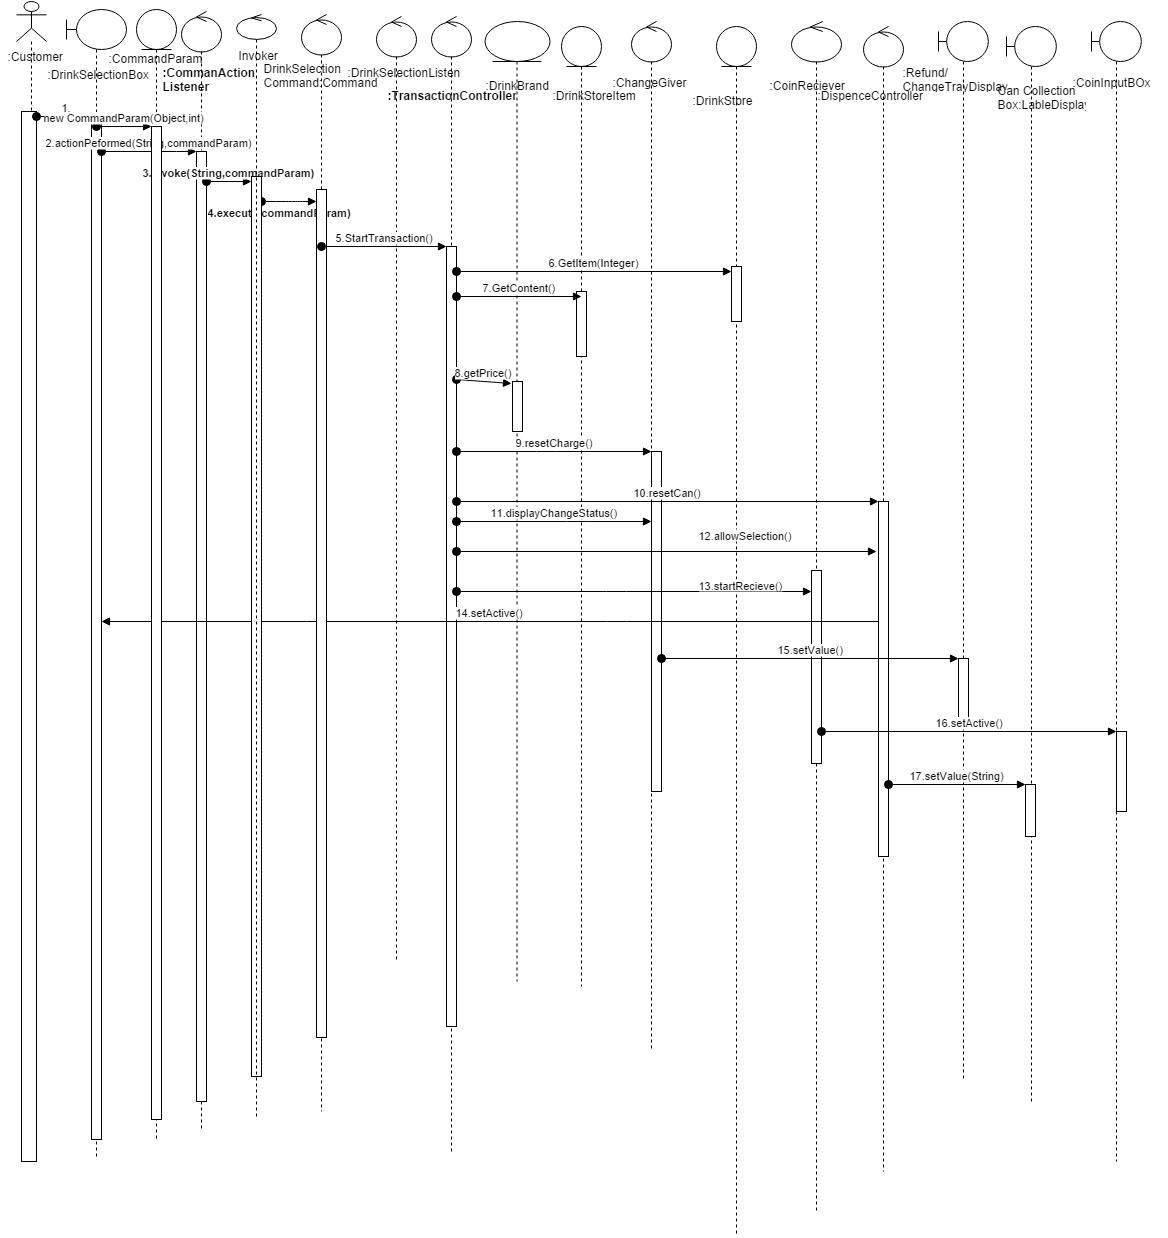 :Customer
:DrinkSelectionBox
:CommandParam
:CommanAction
Listener
Invoker
DrinkSelection
Command:Command
:DrinkSelectionListen
:TransactionController
:DrinkBrand
:DrinkStoreItem
:ChangeGiver
:DrinkStore
:CoinReciever
:DispenceController
:Refund/
ChangeTrayDisplay
Can Collection
Box:LableDisplay
:CoinInputBOx
1.
new CommandParam(Object,int)
2.actionPeformed(String,commandParam)
3. voke(String,commandParam)
4.execut commandParam)
5.StartTransaction()
6.GetItem(Integer)
7.GetContent()
8.getPrice()
9.resetCharge()
10.resetCan()
11.displayChangeStatus()
12.allowSelection()
13.startRecieve()
14.setActive()
15.setValue()
16.setActive()
17.setValue(String)